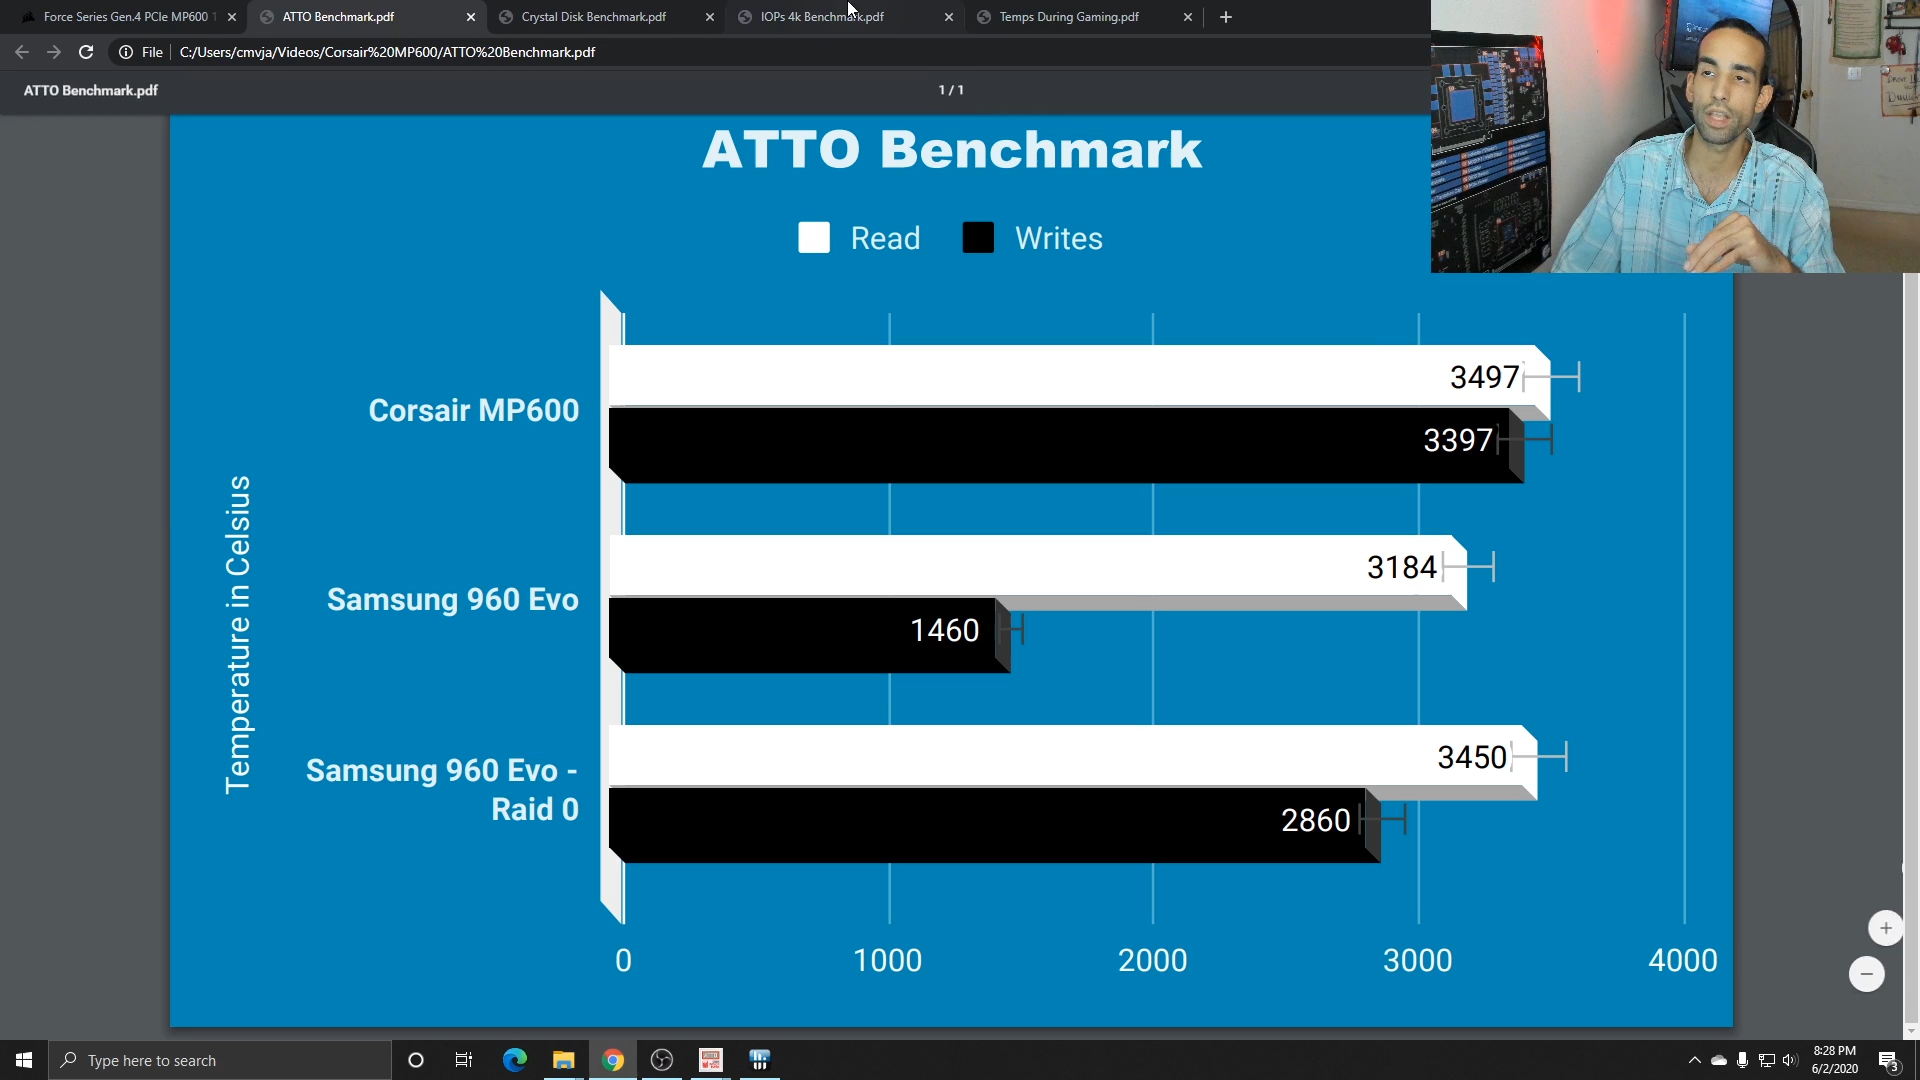 Force Series Gen.4 PCIe MP600
ATTO Benchmark.pdf
Crystal Disk Benchmark.pdf
IOPs 4k Benchmark.pdf
Temps During Gaming.pdf
File
C:/Users/cmvja/Videos/Corsair%20MP600/ATTO%20Benchmark.pdf
ATTO Benchmark.pdf
1 / 1
ATTO Benchmark
Read
Writes
Temperature in Celsius
Corsair MP600
3497
3397
Samsung 960 Evo
3184
1460
Samsung 960 Evo -
Raid 0
3450
2860
0
1000
2000
3000
4000
Type here to search
8:28 PM
6/2/2020
3